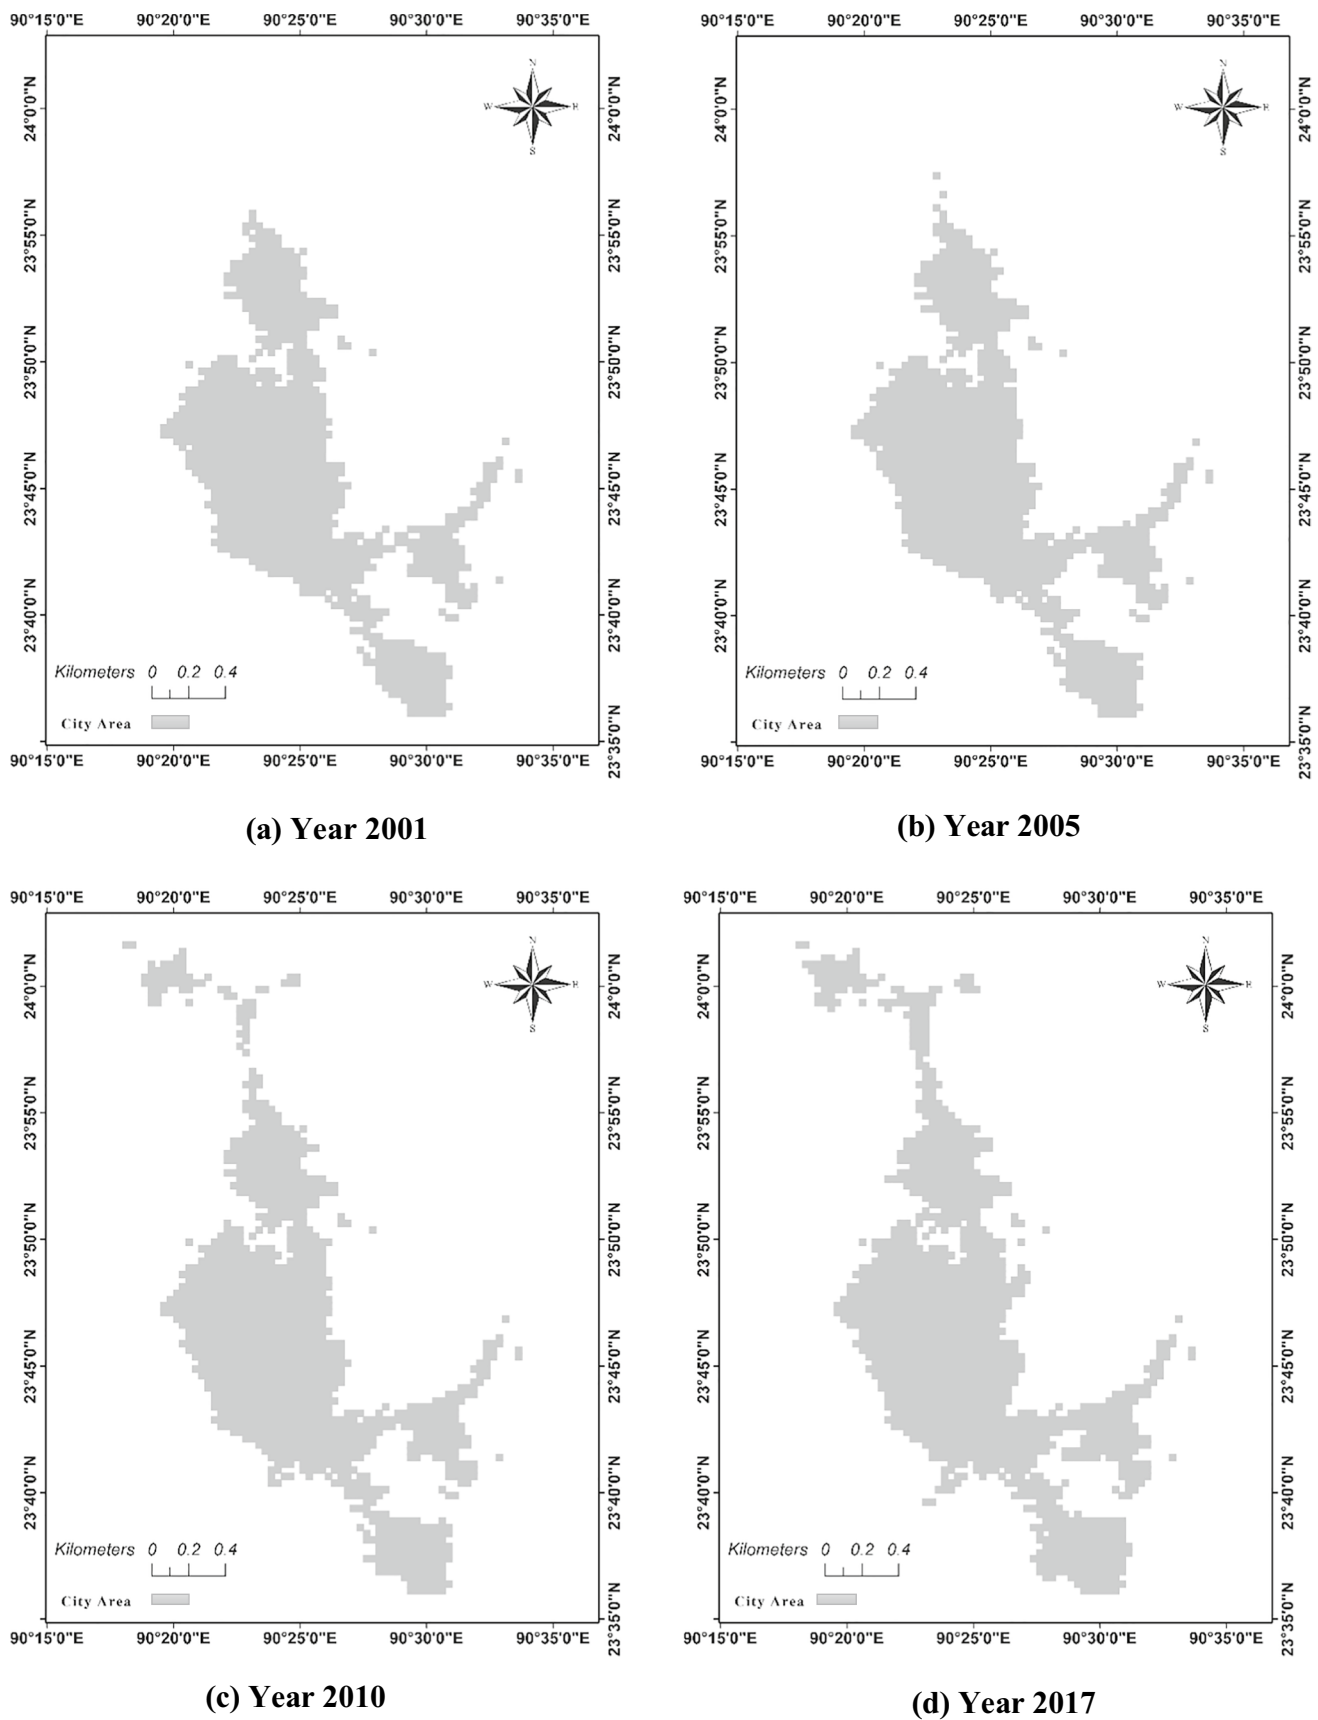 90°15'0"E 90°20'0"E 90°25'0"E 90°30'0"E 90°35'0"E
N
W E
S
24°0'0"N 24°0'0"N
23°55'0"N 23°55'0"N
23°50'0"N 23°50'0"N
23°45'0"N 23°45'0"N
23°40'0"N 23°40'0"N
Kilometers 0 0.2 0.4
City Area
23°35'0"N
90°15'0"E 90°20'0"E 90°25'0"E 90°30'0"E 90°35'0"E
(a) Year 2001
90°15'0"E 90°20'0"E 90°25'0"E 90°30'0"E 90°35'0"E
N
W E
S
24°0'0"N 24°0'0"N
23°55'0"N 23°55'0"N
23°50'0"N 23°50'0"N
23°45'0"N 23°45'0"N
23°40'0"N 23°40'0"N
Kilometers 0 0.2 0.4
City Area
23°35'0"N
90°15'0"E 90°20'0"E 90°25'0"E 90°30'0"E 90°35'0"E
(b) Year 2005
90°15'0"E 90°20'0"E 90°25'0"E 90°30'0"E 90°35'0"E
N
W E
S
24°0'0"N 24°0'0"N
23°55'0"N 23°55'0"N
23°50'0"N 23°50'0"N
23°45'0"N 23°45'0"N
23°40'0"N 23°40'0"N
Kilometers 0 0.2 0.4
City Area
23°35'0"N
90°15'0"E 90°20'0"E 90°25'0"E 90°30'0"E 90°35'0"E
(c) Year 2010
90°15'0"E 90°20'0"E 90°25'0"E 90°30'0"E 90°35'0"E
N
W E
S
24°0'0"N 24°0'0"N
23°55'0"N 23°55'0"N
23°50'0"N 23°50'0"N
23°45'0"N 23°45'0"N
23°40'0"N 23°40'0"N
Kilometers 0 0.2 0.4
City Area
23°35'0"N
90°15'0"E 90°20'0"E 90°25'0"E 90°30'0"E 90°35'0"E
(d) Year 2017